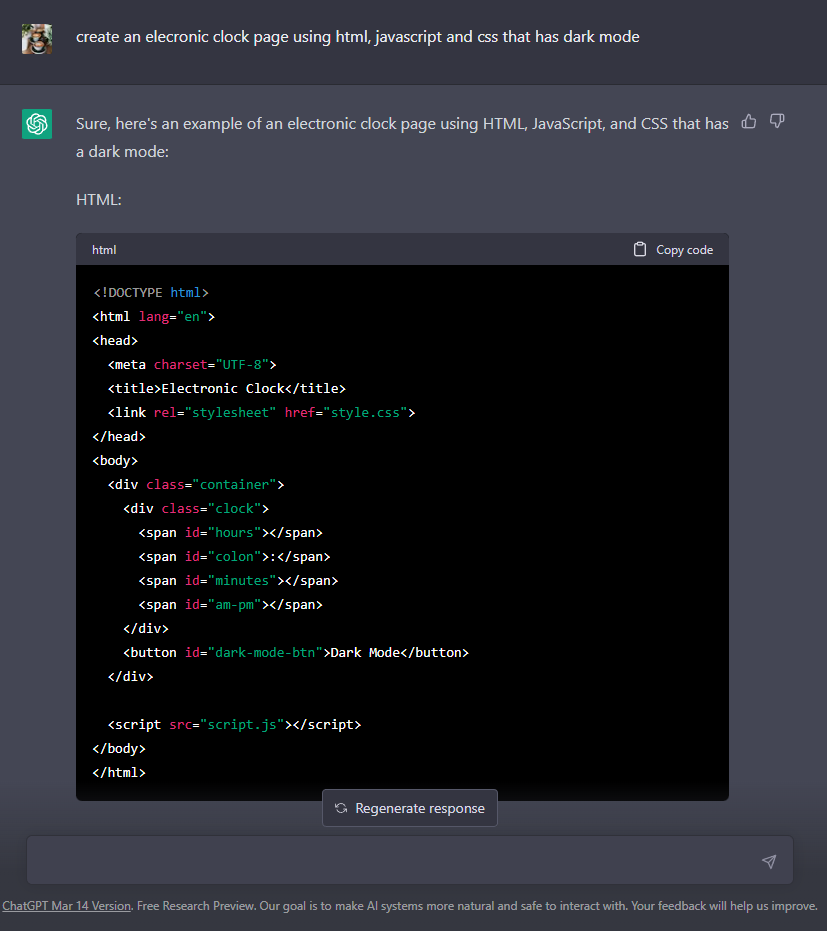 create an elecronic clock page using html, javascript and css that has dark mode
Sure, here's an example of an electronic clock page using HTML, JavaScript, and CSS that has
a dark mode:
HTML:
html
Copy code
<!DOCTYPE html>
<html lang="en">
<head>
  <meta charset="UTF-8">
  <title>Electronic Clock</title>
  <link rel="stylesheet" href="style.css">
</head>
<body>
  <div class="container">
    <div class="clock">
      <span id="hours"></span>
      <span id="colon">:</span>
      <span id="minutes"></span>
      <span id="am-pm"></span>
    </div>
    <button id="dark-mode-btn">Dark Mode</button>
  </div>

  <script src="script.js"></script>
</body>
</html>
Regenerate response
ChatGPT Mar 14 Version. Free Research Preview. Our goal is to make AI systems more natural and safe to interact with. Your feedback will help us improve.